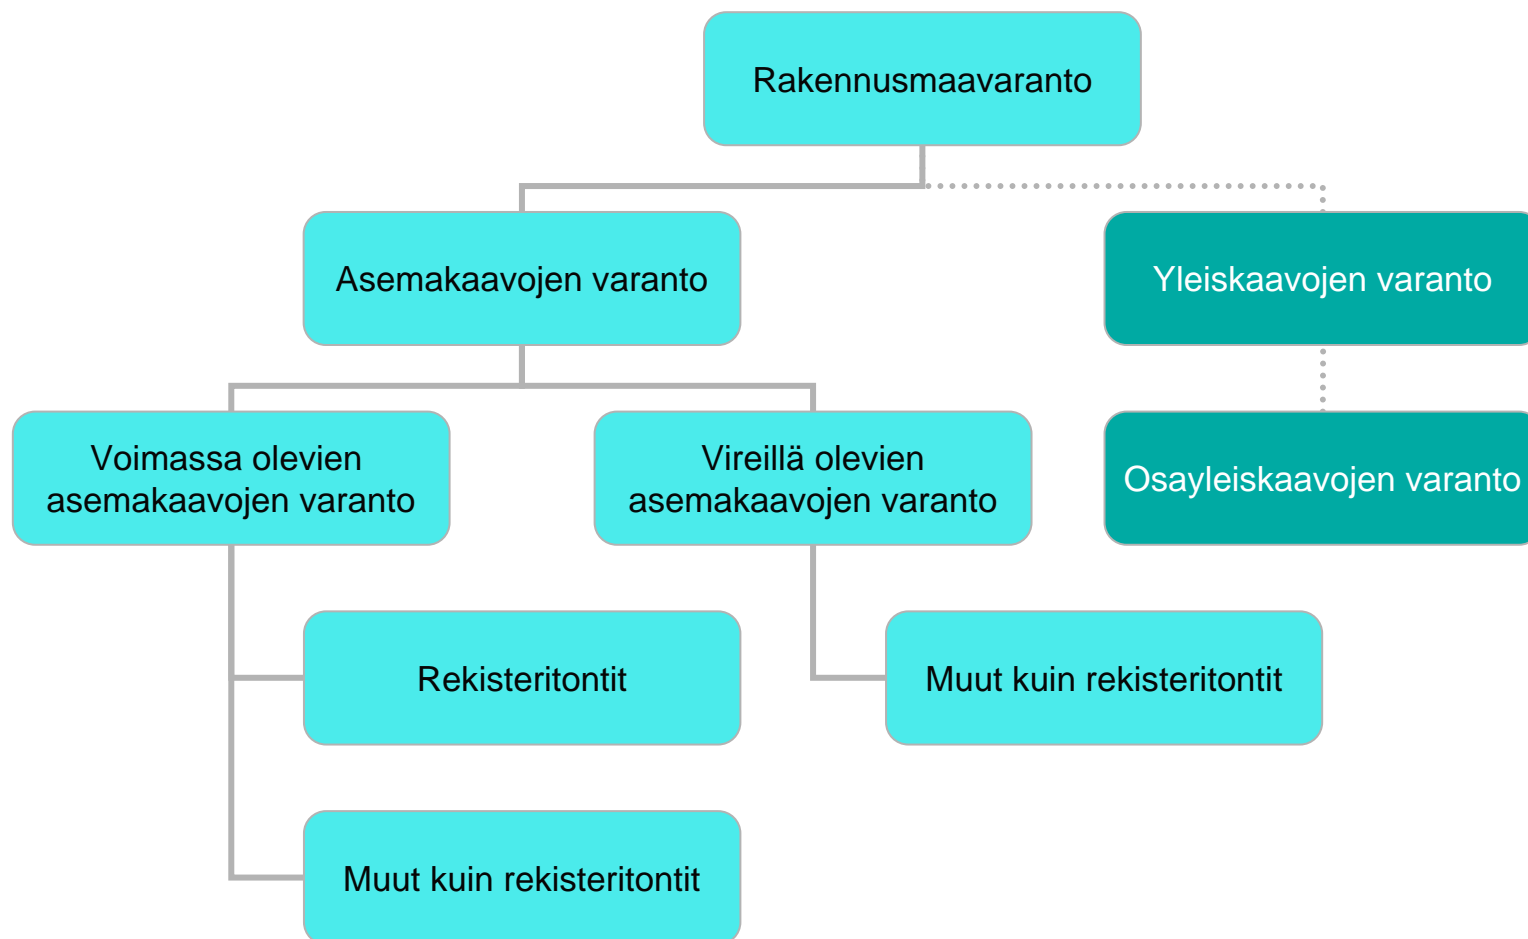 Rakennusmaavaranto
Asemakaavojen varanto
Yleiskaavojen varanto
Voimassa olevien
asemakaavojen varanto
Vireillä olevien
asemakaavojen varanto
Osayleiskaavojen varanto
Rekisteritontit
Muut kuin rekisteritontit
Muut kuin rekisteritontit